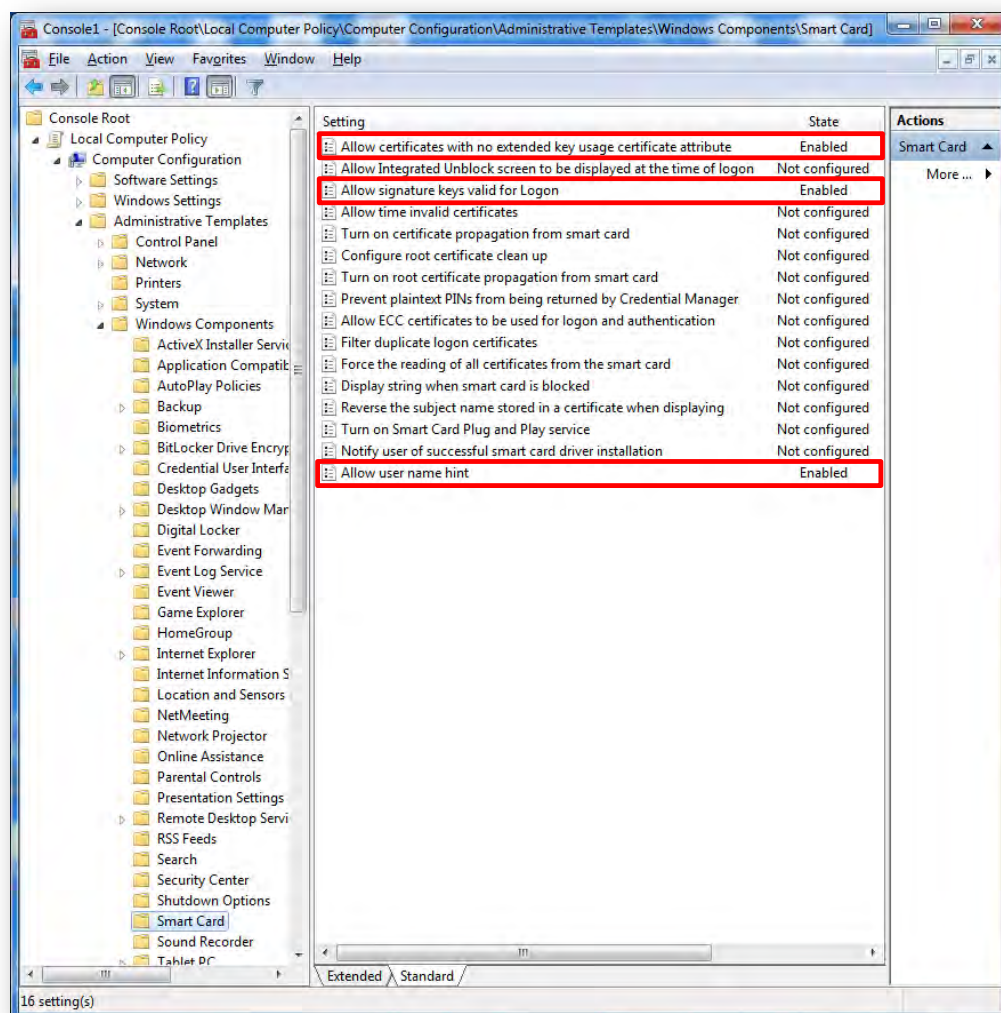 Console1 - [Console Root\Local Computer Policy\Computer Configuration\Administrative Templates\Windows Components\Smart Card]
File Action View Favorites Window Help
Console Root
Local Computer Policy
Computer Configuration
Software Settings
Windows Settings
Administrative Templates
Control Panel
Network
Printers
System
Windows Components
ActiveX Installer Servic
Application Compatib
AutoPlay Policies
Backup
Biometrics
BitLocker Drive Encryp
Credential User Interfa
Desktop Gadgets
Desktop Window Man
Digital Locker
Event Forwarding
Event Log Service
Event Viewer
Game Explorer
HomeGroup
Internet Explorer
Internet Information S
Location and Sensors
NetMeeting
Network Projector
Online Assistance
Parental Controls
Presentation Settings
Remote Desktop Servi
RSS Feeds
Search
Security Center
Shutdown Options
Smart Card
Sound Recorder
Tablet PC
Setting State
Allow certificates with no extended key usage certificate attribute Enabled
Allow Integrated Unblock screen to be displayed at the time of logon Not configured
Allow signature keys valid for Logon Enabled
Allow time invalid certificates Not configured
Turn on certificate propagation from smart card Not configured
Configure root certificate clean up Not configured
Turn on root certificate propagation from smart card Not configured
Prevent plaintext PINs from being returned by Credential Manager Not configured
Allow ECC certificates to be used for logon and authentication Not configured
Filter duplicate logon certificates Not configured
Force the reading of all certificates from the smart card Not configured
Display string when smart card is blocked Not configured
Reverse the subject name stored in a certificate when displaying Not configured
Turn on Smart Card Plug and Play service Not configured
Notify user of successful smart card driver installation Not configured
Allow user name hint Enabled
Extended Standard
Actions
Smart Card
More ...
16 setting(s)